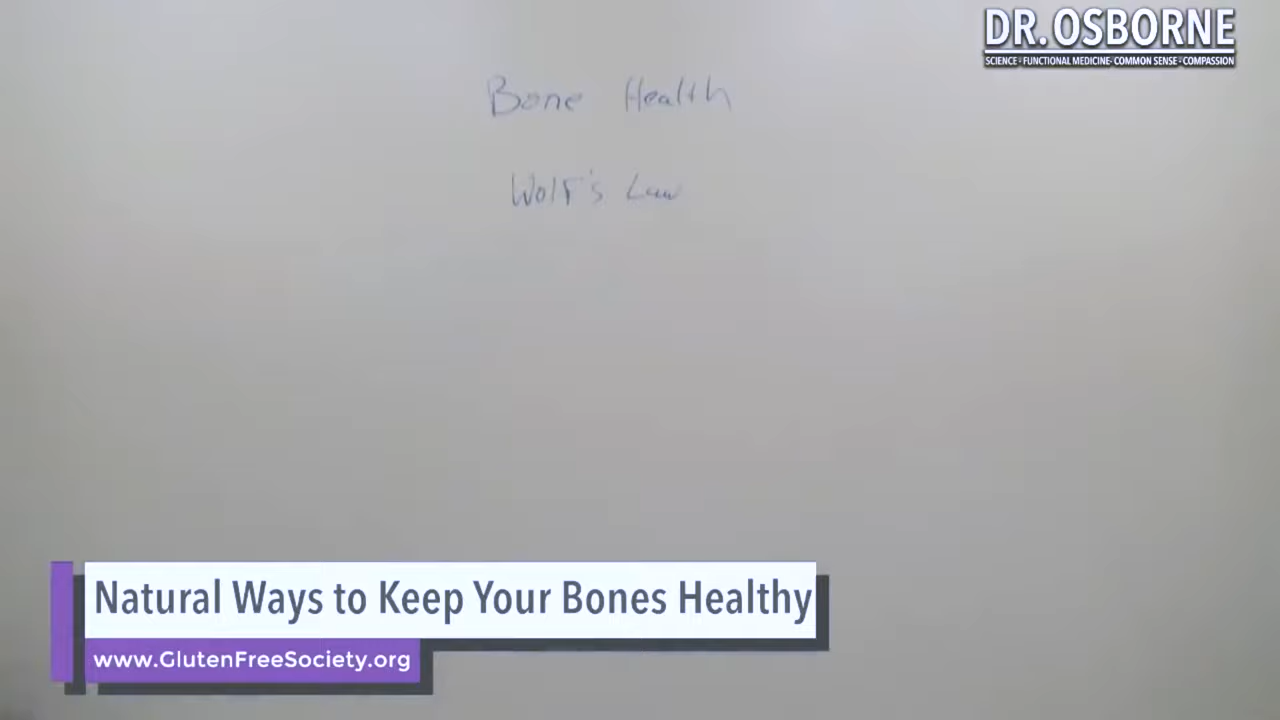 DR. OSBORNE
SCIENCE - FUNCTIONAL MEDICINE- COMMON SENSE - COMPASSION
Bone Health
Wolf's Law
Natural Ways to Keep Your Bones Healthy
www.GlutenFreeSociety.org